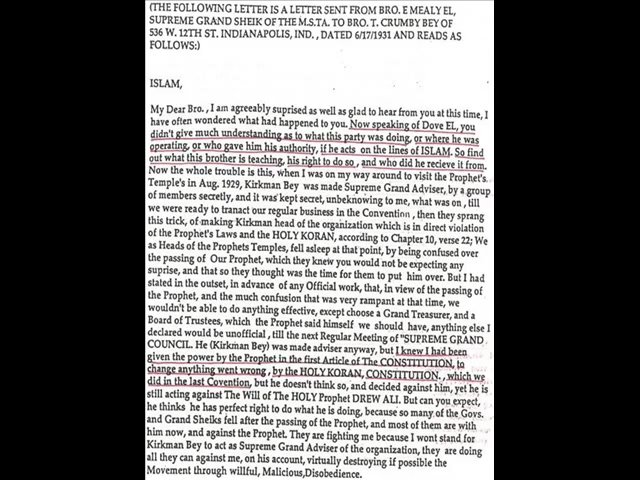 (THE FOLLOWING LETTER IS A LETTER SENT FROM BRO. E MEALY EL,
SUPREME GRAND SHEIK OF THE M.S.TA. TO BRO. T. CRUMBY BEY OF
536 W. 12TH ST. INDIANAPOLIS, IND. , DATED 6/17/1931 AND READS AS
FOLLOWS:)
ISLAM,
My Dear Bro. , I am agreeably suprised as well as glad to hear from you at this time, I
have often wondered what had happened to you. Now speaking of Dove EL, you
didn't give much understanding as to what this party was doing, or where he was
operating, or who gave him his authority, if he acts on the lines of ISLAM. So find
out what this brother is teaching, his right to do so , and who did he recieve it from.
Now the whole trouble is this, when I was on my way around to visit the Prophet's
Temple's in Aug. 1929, Kirkman Bey was made Supreme Grand Adviser, by a group
of members secretly, and it was kept secret, unbeknowing to me, what was on , till
we were ready to tranact our regular business in the Convention , then they sprang
this trick, of making Kirkman head of the organization which is in direct violation
of the Prophet's Laws and the HOLY KORAN, according to Chapter 10, verse 22; We
as Heads of the Prophets Temples, fell asleep at that point, by being confused over
the passing of Our Prophet, which they knew you would not be expecting any
suprise, and that so they thought was the time for them to put him over. But I had
stated in the outset, in advance of any Official work, that, in view of the passing of
the Prophet, and the much confusion that was very rampant at that time, we
wouldn't be able to do anything effective, except choose a Grand Treasurer, and a
Board of Trustees, which the Prophet said himself we should have, anything else I
declared would be unofficial , till the next Regular Meeting of "SUPREME GRAND
COUNCIL. He (Kirkman Bey) was made adviser anyway, but I knew I had been
given the power by the Prophet in the first Article of The CONSTITUTION, to
change anything went wrong , by the HOLY KORAN, CONSTITUTION. , which we
did in the last Covention, but he doesn't think so, and decided against him, yet he is
still acting against The Will of The HOLY Prophet DREW ALI. But can you expect,
he thinks he has perfect right to do what he is doing, because so many of the Govs.
and Grand Sheiks fell after the passing of the Prophet, and most of them are with
him now, and against the Prophet. They are fighting me because I wont stand for
Kirkman Bey to act as Supreme Grand Adviser of the organization, they are doing
all they can against me, on his account, virtually destroying if possible the
Movement through willful, Malicious,Disobedience.